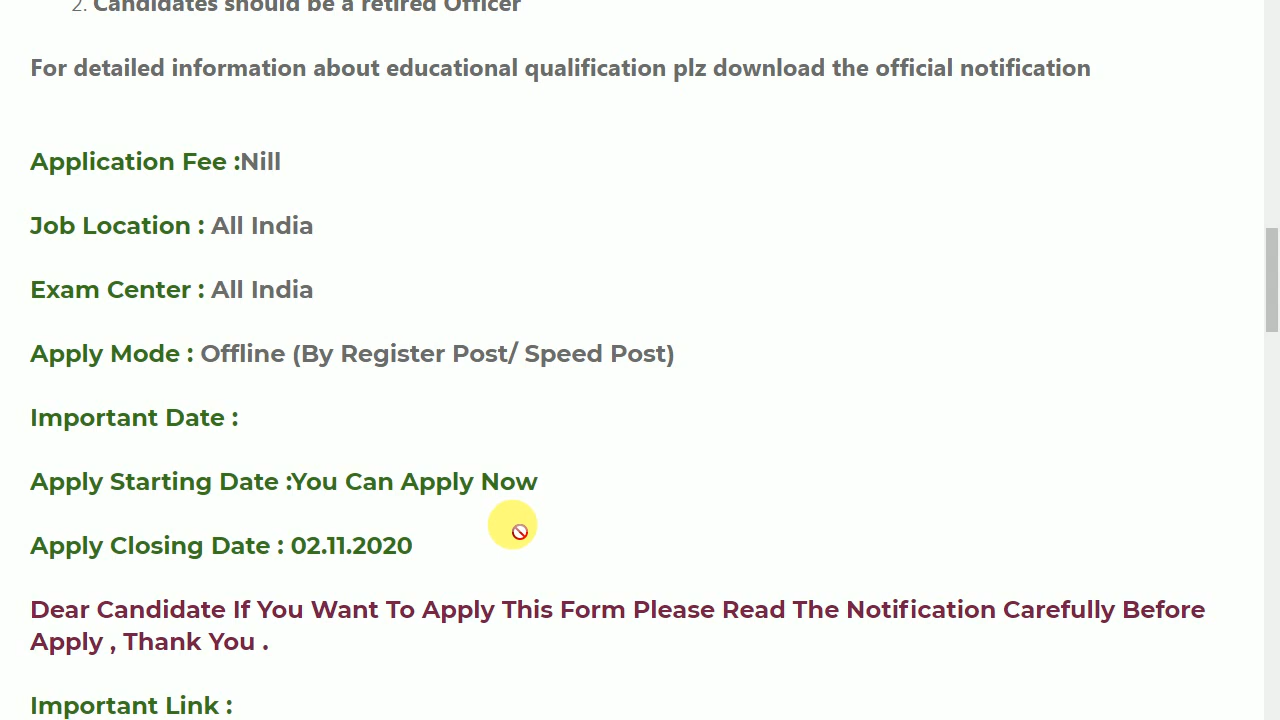 2. Candidates should be a retired Officer
For detailed information about educational qualification plz download the official notification
Application Fee :Nill
Job Location : All India
Exam Center : All India
Apply Mode : Offline (By Register Post/ Speed Post)
Important Date :
Apply Starting Date :You Can Apply Now
Apply Closing Date : 02.11.2020
Dear Candidate If You Want To Apply This Form Please Read The Notification Carefully Before
Apply , Thank You .
Important Link :